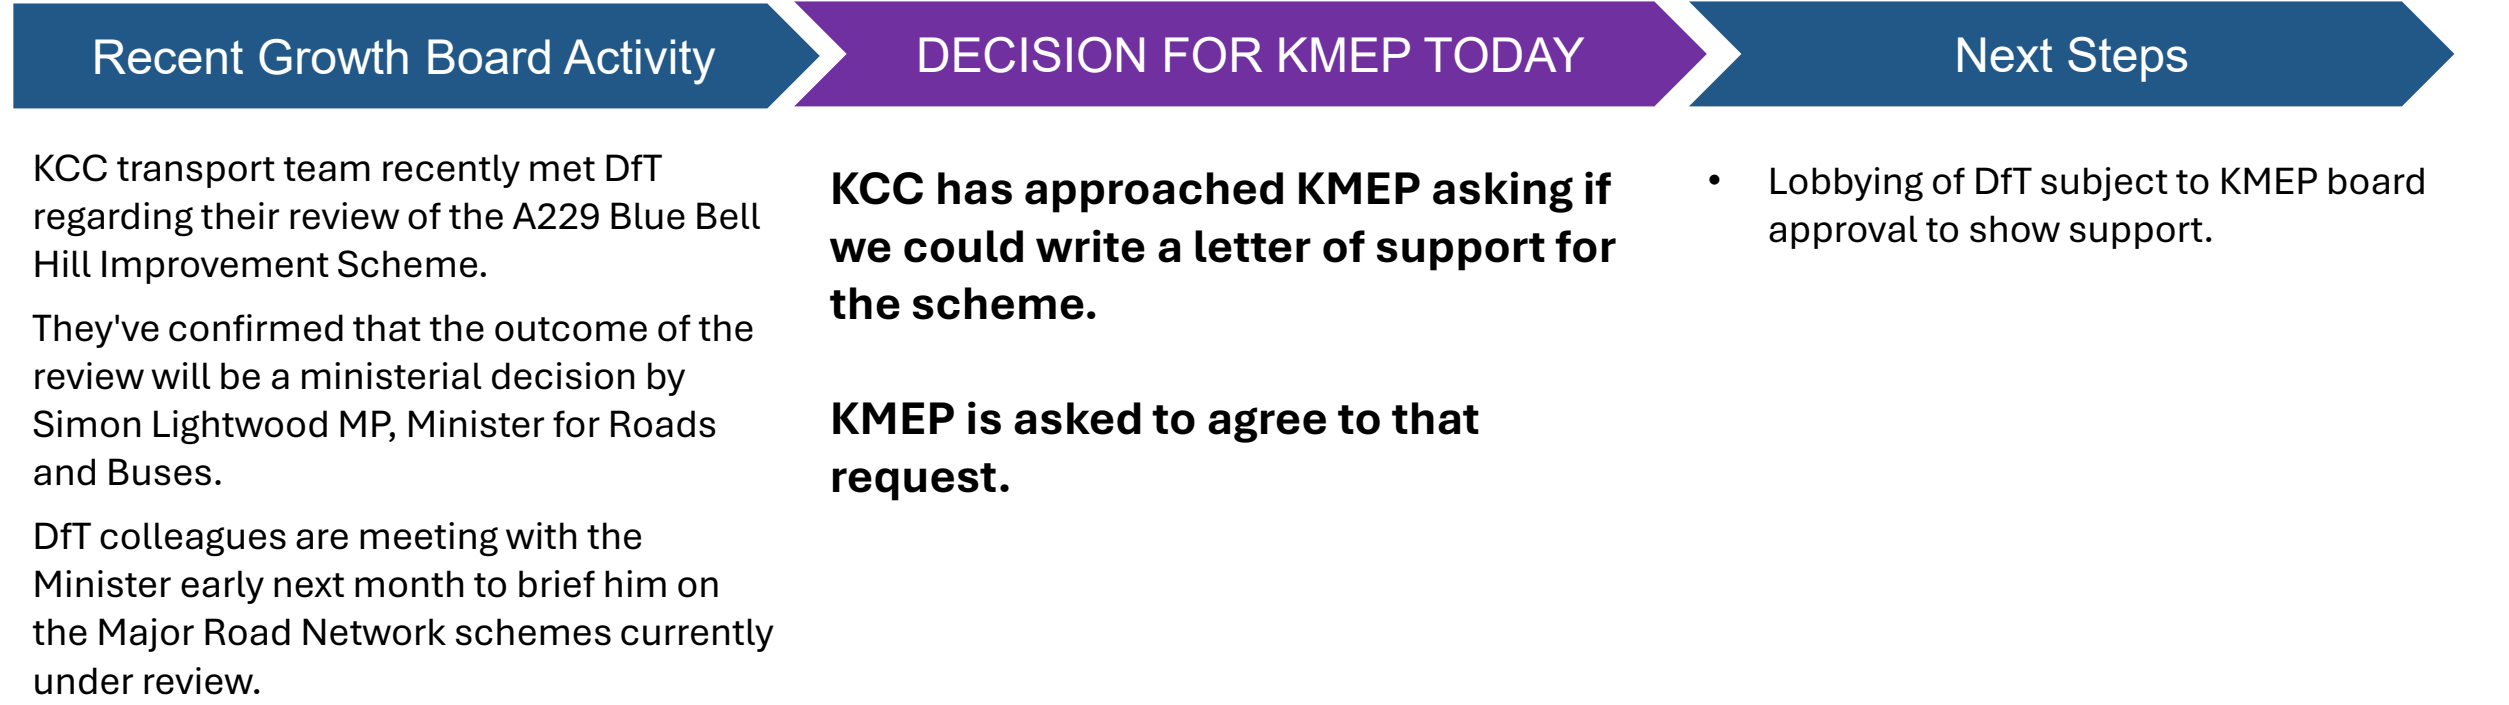 Recent Growth Board Activity
KCC transport team recently met DfT
regarding their review of the A229 Blue Bell
Hill Improvement Scheme.
They've confirmed that the outcome of the
review will be a ministerial decision by
Simon Lightwood MP, Minister for Roads
and Buses.
DfT colleagues are meeting with the
Minister early next month to brief him on
the Major Road Network schemes currently
under review.
DECISION FOR KMEP TODAY
KCC has approached KMEP asking if
we could write a letter of support for
the scheme.
KMEP is asked to agree to that
request.
Next Steps
• Lobbying of DfT subject to KMEP board
approval to show support.